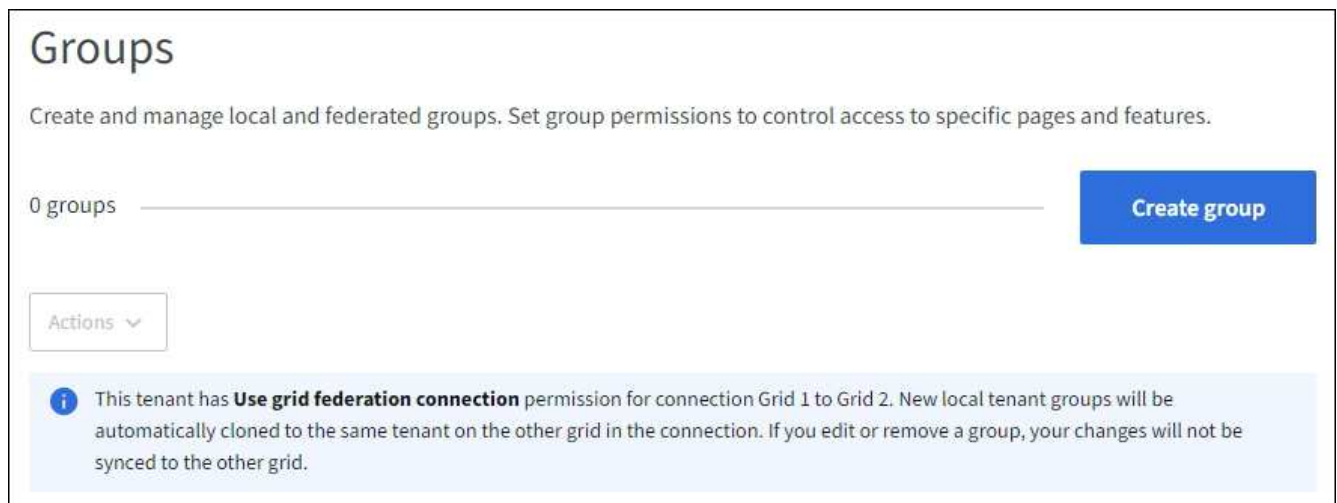 Groups
Create and manage local and federated groups. Set group permissions to control access to specific pages and features.
0 groups
Create group
Actions
This tenant has Use grid federation connection permission for connection Grid 1 to Grid 2. New local tenant groups will be
automatically cloned to the same tenant on the other grid in the connection. If you edit or remove a group, your changes will not be
synced to the other grid.